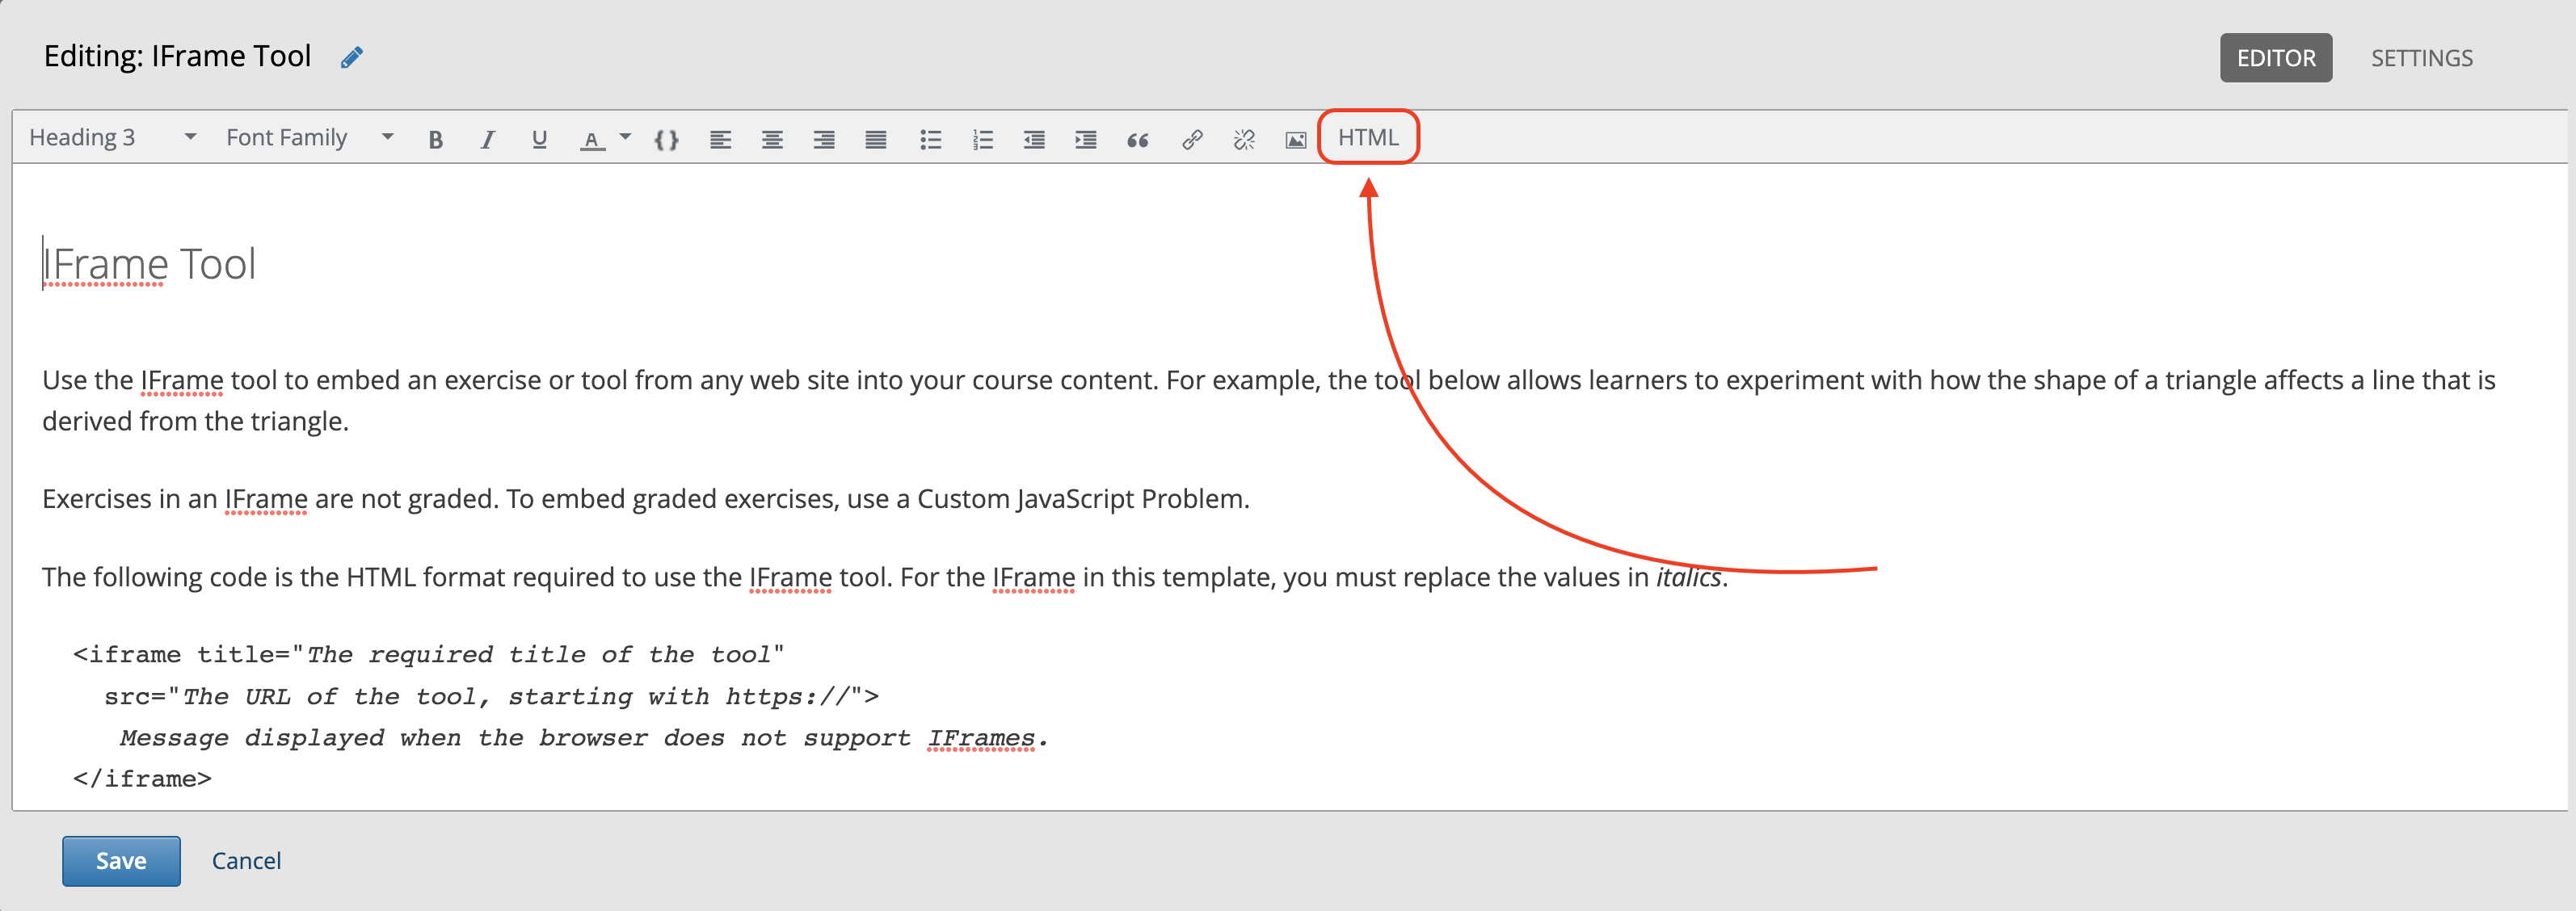 Editing: IFrame Tool
EDITOR SETTINGS
Heading 3 Font Family B I U A {} “ HTML
IFrame Tool
Use the IFrame tool to embed an exercise or tool from any web site into your course content. For example, the tool below allows learners to experiment with how the shape of a triangle affects a line that is
derived from the triangle.
Exercises in an IFrame are not graded. To embed graded exercises, use a Custom JavaScript Problem.
The following code is the HTML format required to use the IFrame tool. For the IFrame in this template, you must replace the values in italics.
<iframe title="The required title of the tool"
src="The URL of the tool, starting with https://">
Message displayed when the browser does not support IFrames.
</iframe>
Save Cancel